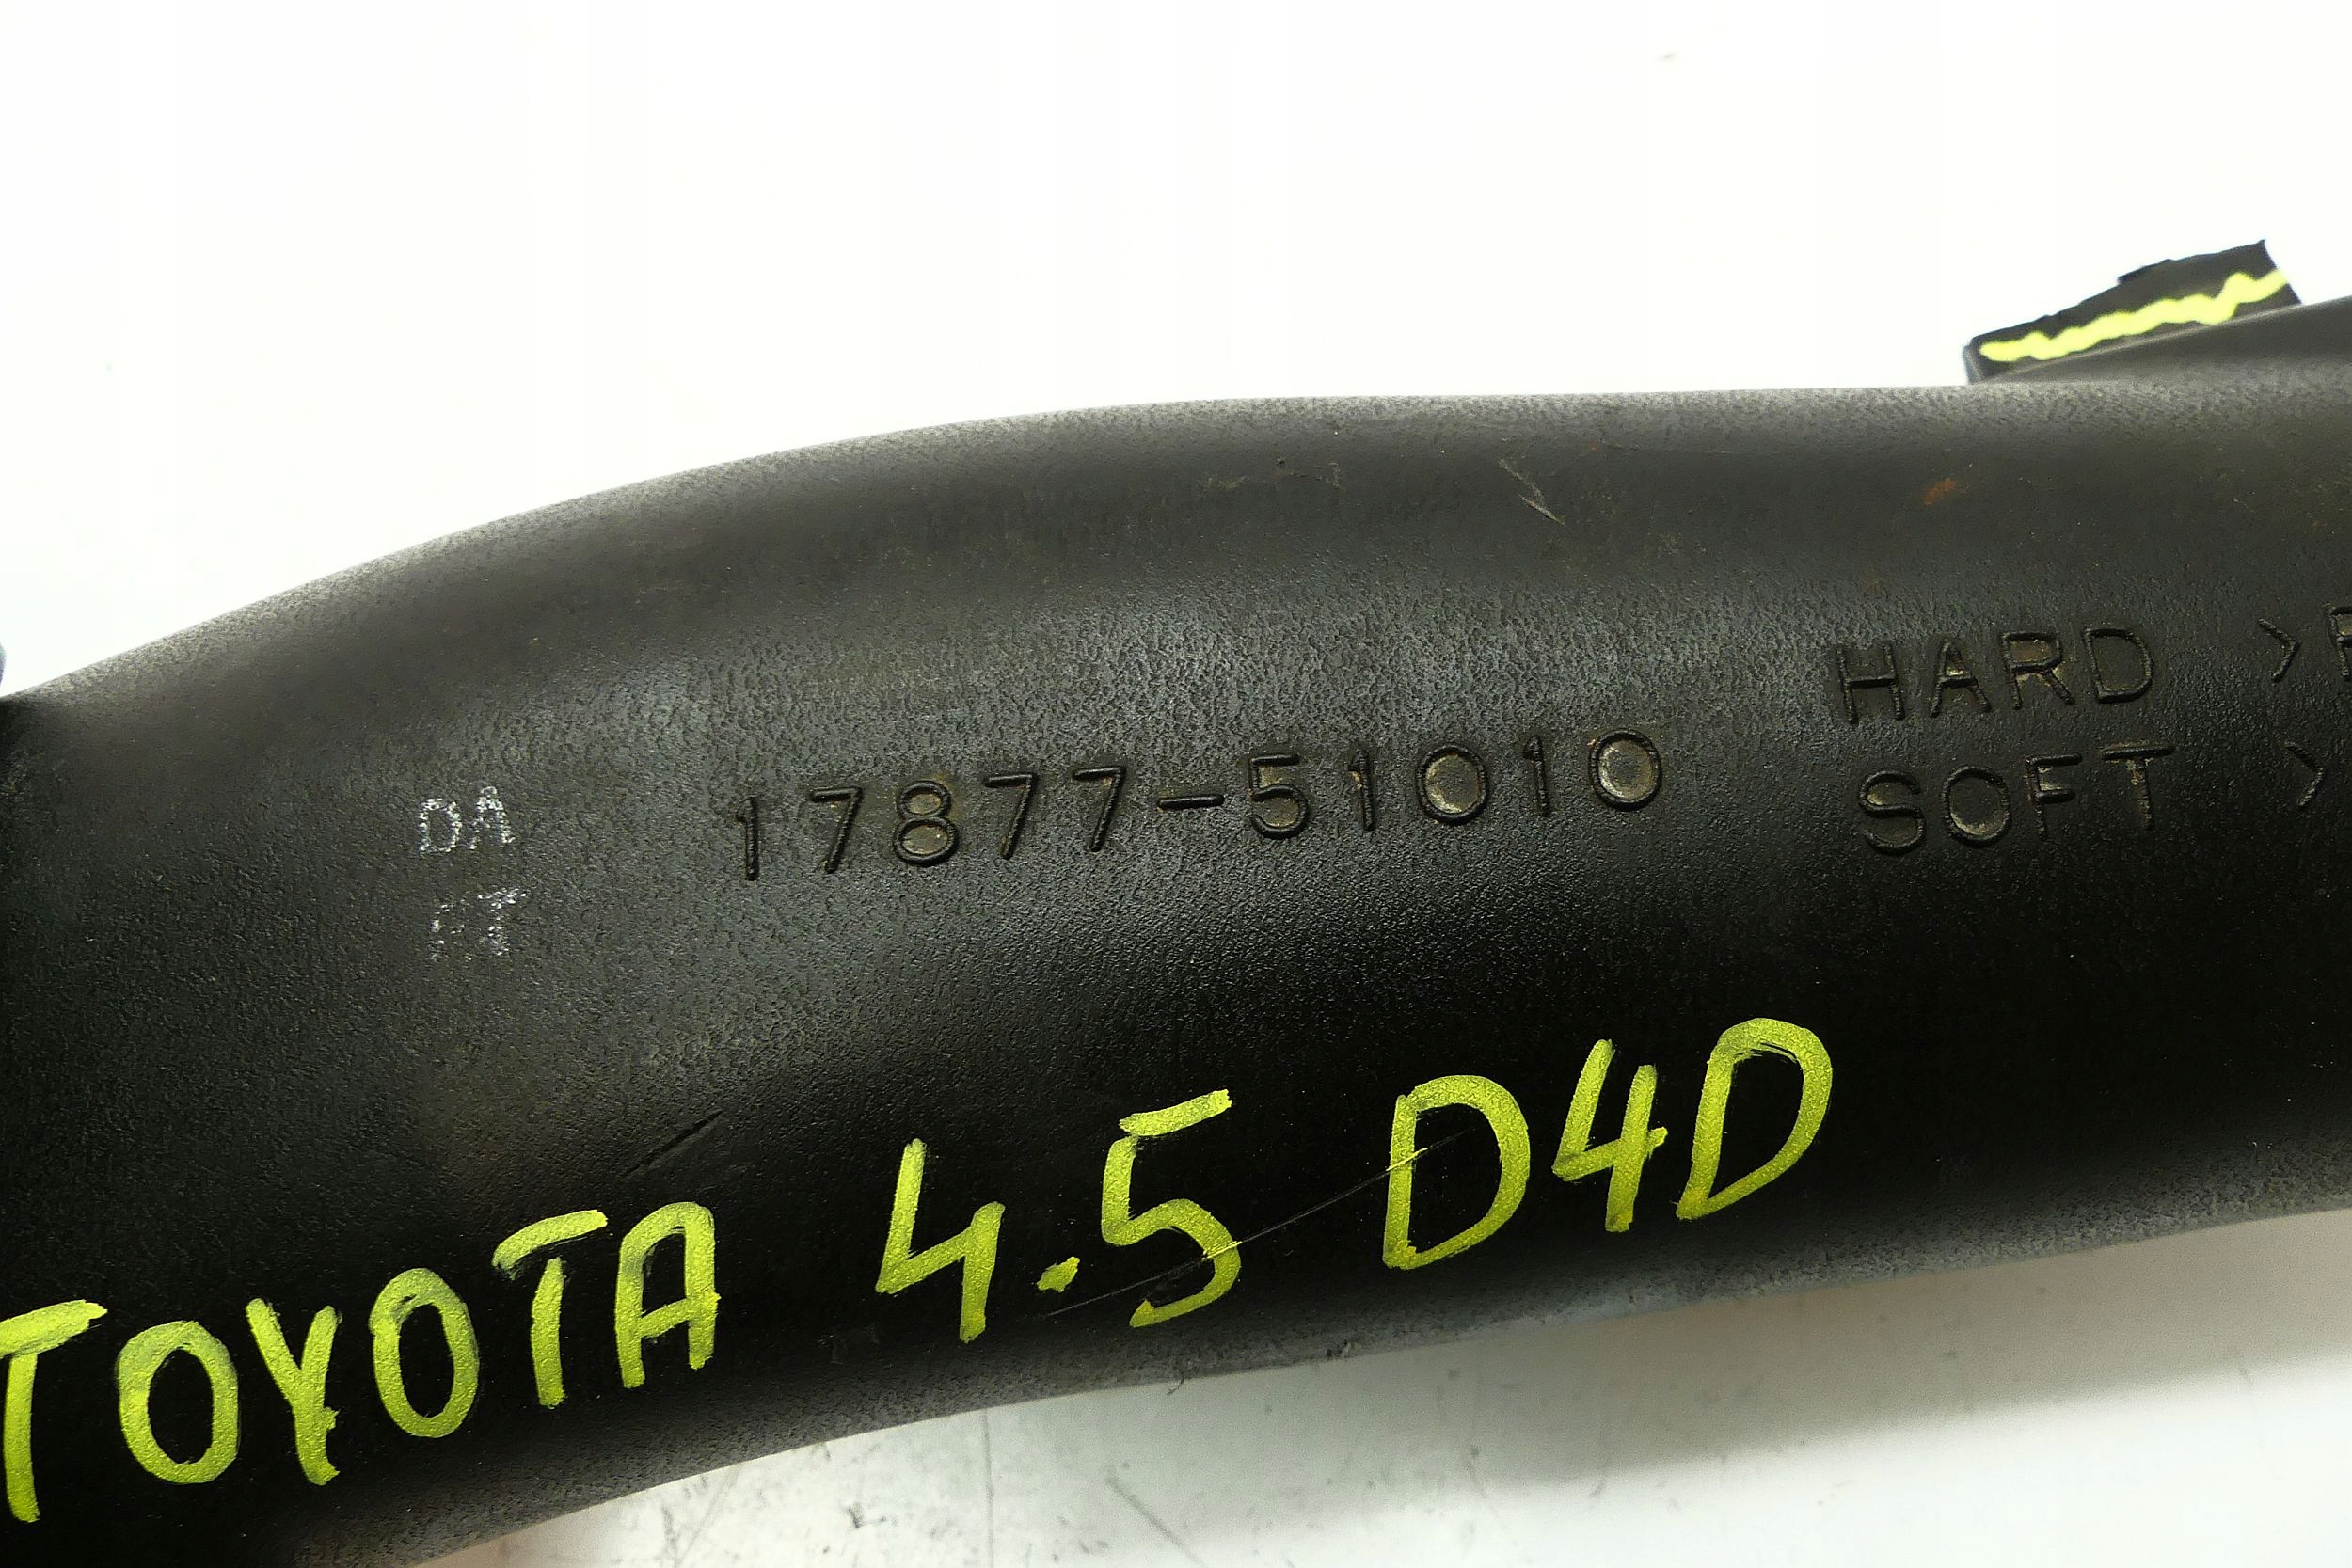 HARD >P
SOFT >
17877-51010
DA
TOYOTA 4.5 D4D